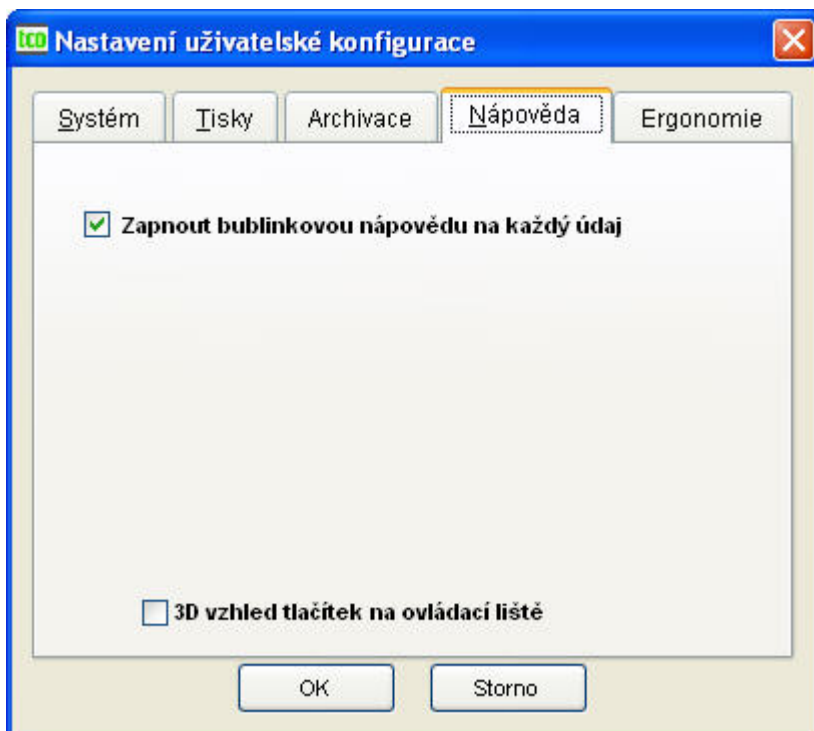 tco Nastavení uživatelské konfigurace
Systém Tisky Archivace Nápověda Ergonomie
Zapnout bublinkovou nápovědu na každý údaj
3D vzhled tlačítek na ovládací liště
OK Storno